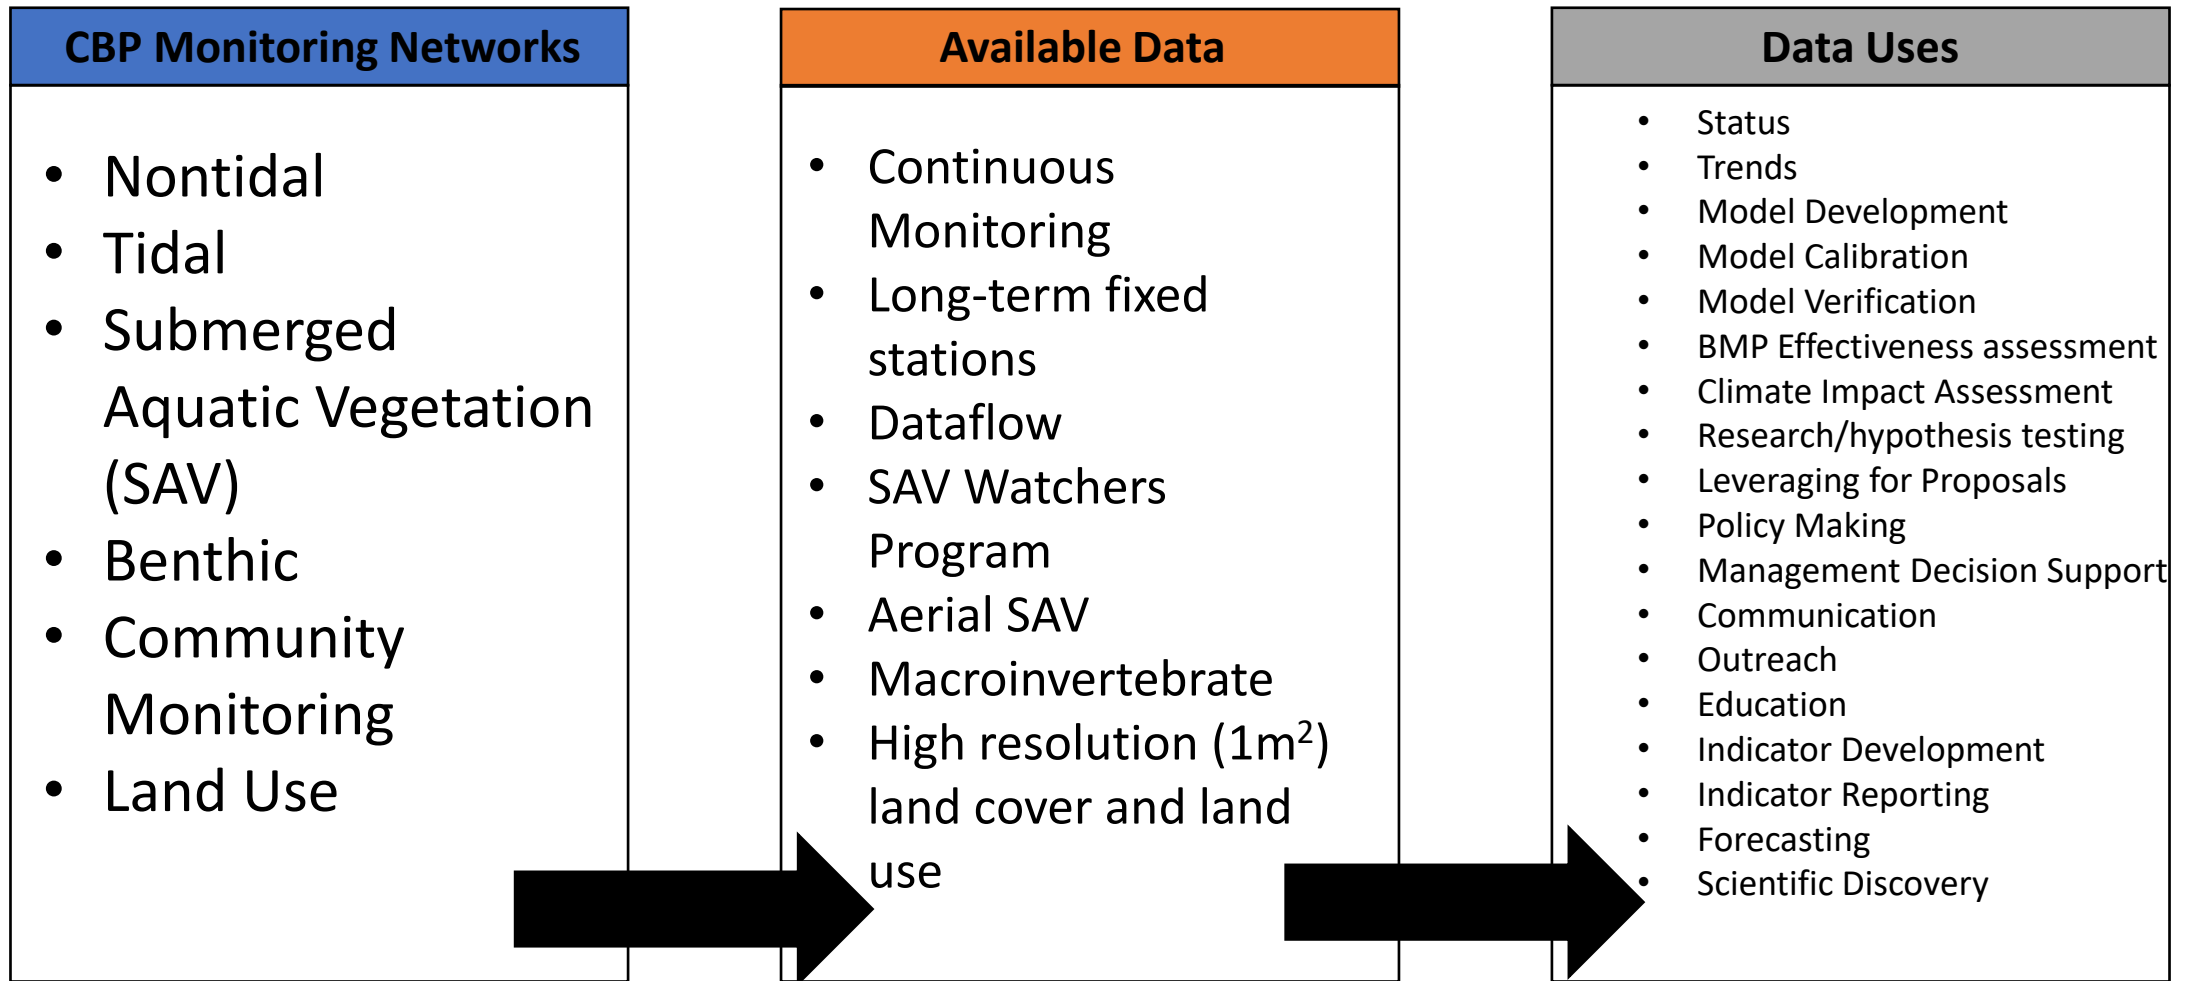 CBP Monitoring Networks
• Nontidal
• Tidal
• Submerged
Aquatic Vegetation
(SAV)
• Benthic
• Community
Monitoring
• Land Use
Available Data
• Continuous
Monitoring
• Long-term fixed
stations
• Dataflow
• SAV Watchers
Program
• Aerial SAV
• Macroinvertebrate
• High resolution (1m²)
land cover and land
use
Data Uses
• Status
• Trends
• Model Development
• Model Calibration
• Model Verification
• BMP Effectiveness assessment
• Climate Impact Assessment
• Research/hypothesis testing
• Leveraging for Proposals
• Policy Making
• Management Decision Support
• Communication
• Outreach
• Education
• Indicator Development
• Indicator Reporting
• Forecasting
• Scientific Discovery